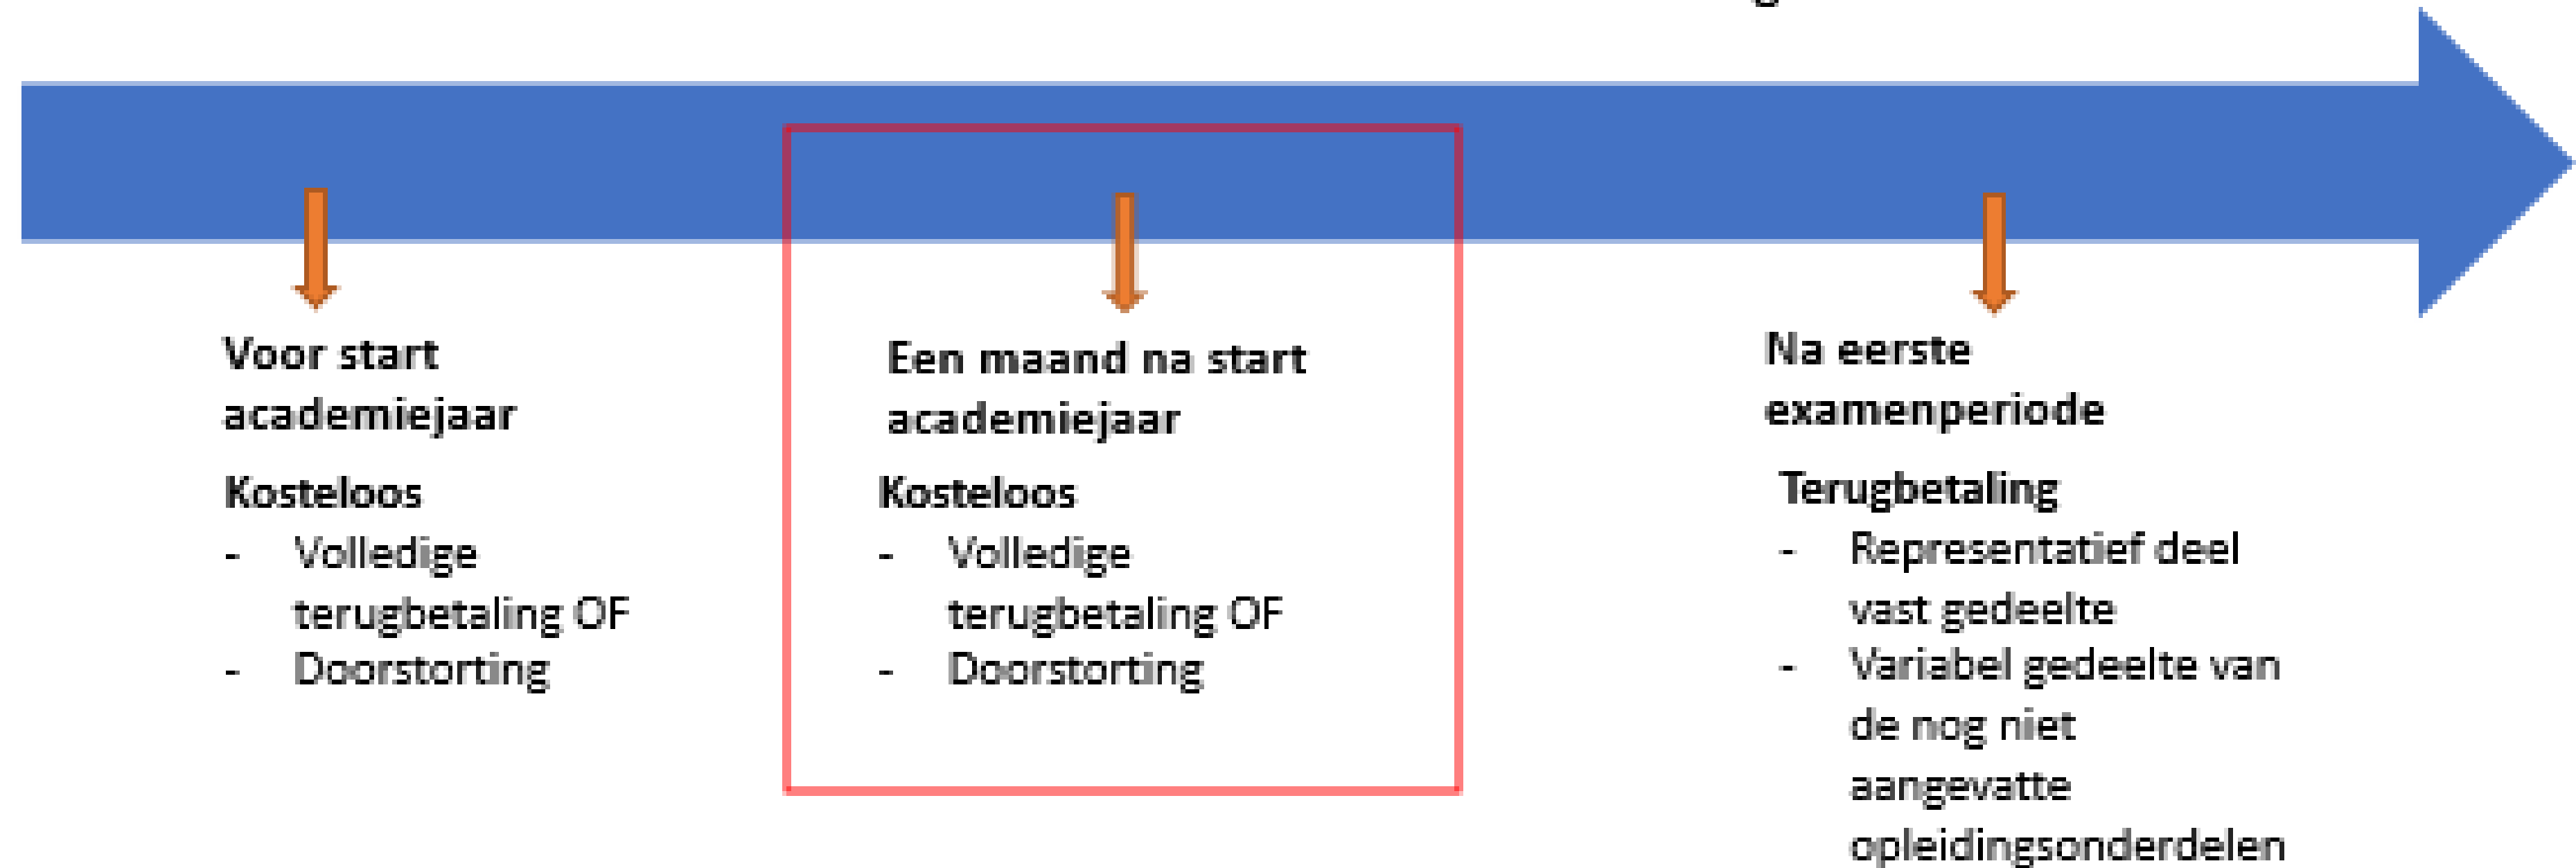 Voor start
academiejaar
Kosteloos
- Volledige
terugbetaling OF
- Doorstorting
Een maand na start
academiejaar
Kosteloos
- Volledige
terugbetaling OF
- Doorstorting
Na eerste
examenperiode
Terugbetaling
- Representatief deel
vast gedeelte
- Variabel gedeelte van
de nog niet
aangevatte
opleidingsonderdelen